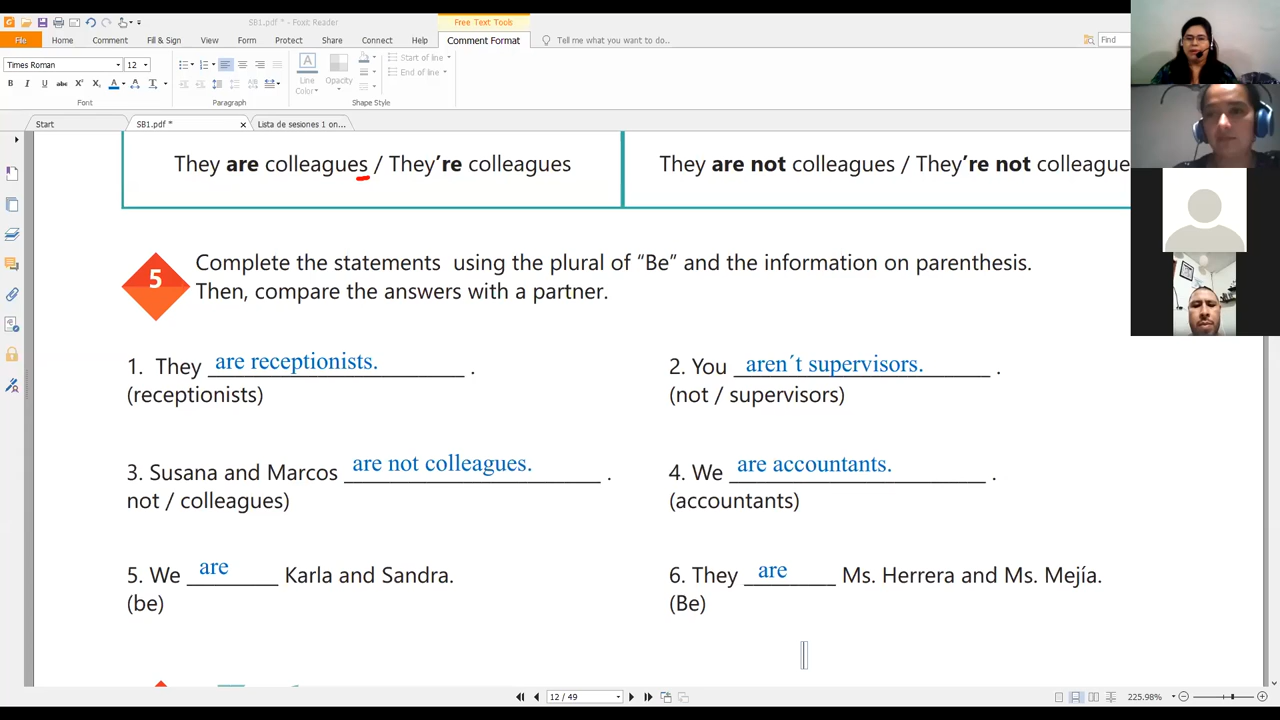 SB1.pdf * - Foxit Reader
Free Text Tools
File Home Comment Fill & Sign View Form Protect Share Connect Help Comment Format Tell me what you want to do.. Find
Times Roman 12
Line Color Opacity Start of line
End of line
Font Paragraph Shape Style
Start SB1.pdf * Lista de sesiones 1 on...
They are colleagues / They're colleagues
They are not colleagues / They're not colleague
5 Complete the statements using the plural of “Be” and the information on parenthesis.
Then, compare the answers with a partner.
1. They are receptionists. .
(receptionists)
2. You aren´t supervisors. .
(not / supervisors)
3. Susana and Marcos are not colleagues. .
not / colleagues)
4. We are accountants. .
(accountants)
5. We are Karla and Sandra.
(be)
6. They are Ms. Herrera and Ms. Mejía.
(Be)
12 / 49
225.98%